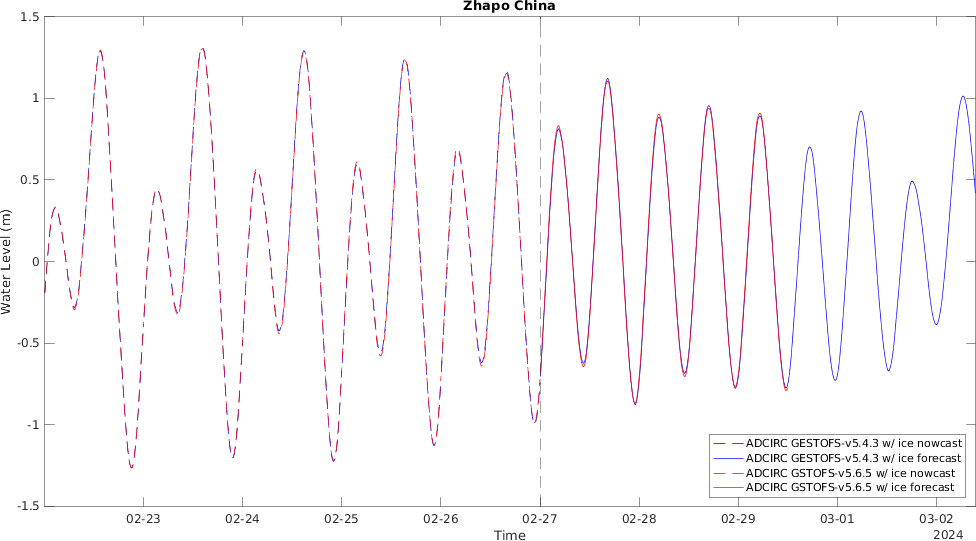 Zhapo China
1.5
1
0.5
0
-0.5
-1
-1.5
Water Level (m)
02-23
02-24
02-25
02-26
02-27
02-28
02-29
03-01
03-02
2024
Time
ADCIRC GESTOFS-v5.4.3 w/ ice nowcast
ADCIRC GESTOFS-v5.4.3 w/ ice forecast
ADCIRC GSTOFS-v5.6.5 w/ ice nowcast
ADCIRC GSTOFS-v5.6.5 w/ ice forecast